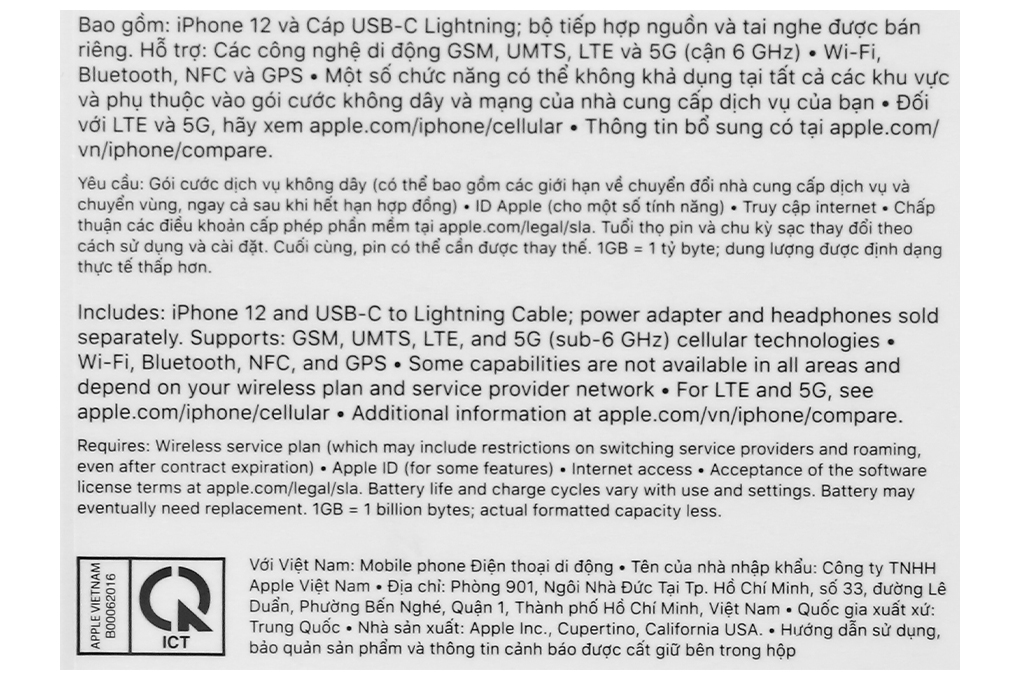 Bao gồm: iPhone 12 và Cáp USB-C Lightning; bộ tiếp hợp nguồn và tai nghe được bán
riêng. Hỗ trợ: Các công nghệ di động GSM, UMTS, LTE và 5G (cận 6 GHz) • Wi-Fi,
Bluetooth, NFC và GPS • Một số chức năng có thể không khả dụng tại tất cả các khu vực
và phụ thuộc vào gói cước không dây và mạng của nhà cung cấp dịch vụ của bạn • Đối
với LTE và 5G, hãy xem apple.com/iphone/cellular • Thông tin bổ sung có tại apple.com/
vn/iphone/compare.
Yêu cầu: Gói cước dịch vụ không dây (có thể bao gồm các giới hạn về chuyển đổi nhà cung cấp dịch vụ và
chuyển vùng, ngay cả sau khi hết hạn hợp đồng) • ID Apple (cho một số tính năng) • Truy cập internet • Chấp
thuận các điều khoản cấp phép phần mềm tại apple.com/legal/sla. Tuổi thọ pin và chu kỳ sạc thay đổi theo
cách sử dụng và cài đặt. Cuối cùng, pin có thể cần được thay thế. 1GB = 1 tỷ byte; dung lượng được định dạng
thực tế thấp hơn.
Includes: iPhone 12 and USB-C to Lightning Cable; power adapter and headphones sold
separately. Supports: GSM, UMTS, LTE, and 5G (sub-6 GHz) cellular technologies •
Wi-Fi, Bluetooth, NFC, and GPS • Some capabilities are not available in all areas and
depend on your wireless plan and service provider network • For LTE and 5G, see
apple.com/iphone/cellular • Additional information at apple.com/vn/iphone/compare.
Requires: Wireless service plan (which may include restrictions on switching service providers and roaming,
even after contract expiration) • Apple ID (for some features) • Internet access • Acceptance of the software
license terms at apple.com/legal/sla. Battery life and charge cycles vary with use and settings. Battery may
eventually need replacement. 1GB = 1 billion bytes; actual formatted capacity less.
APPLE VIETNAM
B00062016
ICT
Với Việt Nam: Mobile phone Điện thoại di động • Tên của nhà nhập khẩu: Công ty TNHH
Apple Việt Nam • Địa chỉ: Phòng 901, Ngôi Nhà Đức Tại Tp. Hồ Chí Minh, số 33, đường Lê
Duẩn, Phường Bến Nghé, Quận 1, Thành phố Hồ Chí Minh, Việt Nam • Quốc gia xuất xứ:
Trung Quốc • Nhà sản xuất: Apple Inc., Cupertino, California USA. • Hướng dẫn sử dụng,
bảo quản sản phẩm và thông tin cảnh báo được cất giữ bên trong hộp